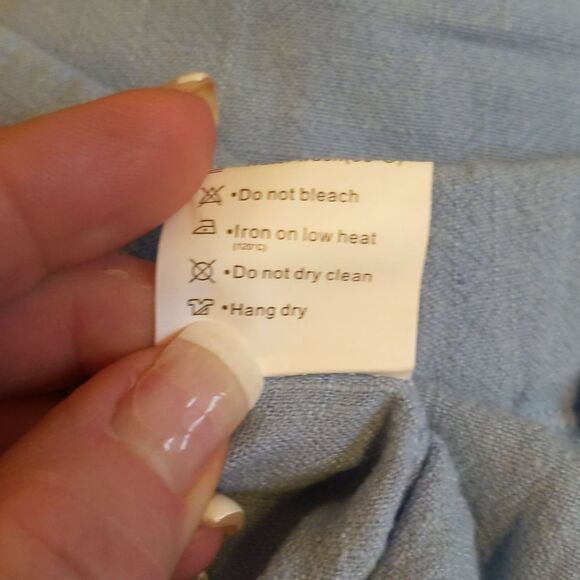 •Do not bleach
•Iron on low heat
(120°C)
•Do not dry clean
•Hang dry